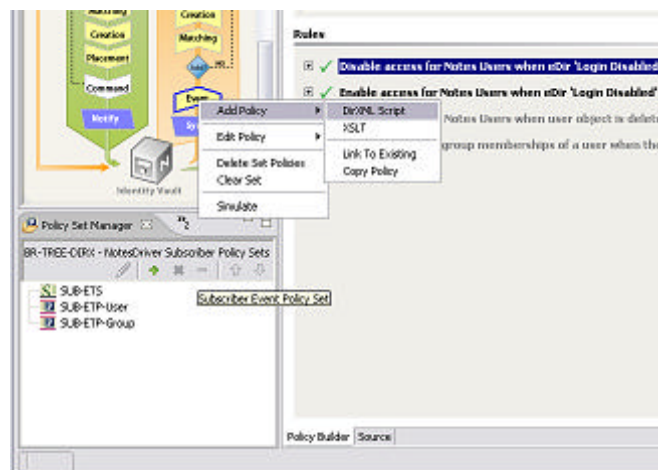 Creation
Matching
Creation
Matching
Placement
Command
Event
Notify
Identity Vault
Add Policy
Edit Policy
Delete Set Policies
Clear Set
Simulate
DirXML Script
XSLT
Link To Existing
Copy Policy
Rules
Disable access for Notes Users when eDir 'Login Disabled'
Enable access for Notes Users when eDir 'Login Disabled'
Notes Users when user object is delet
group memberships of a user when the
Policy Set Manager
2
BR-TREE-DIRX - NotesDriver Subscriber Policy Sets
SUB-ETS
SUB-ETP-User
SUB-ETP-Group
Subscriber Event Policy Set
Policy Builder
Source